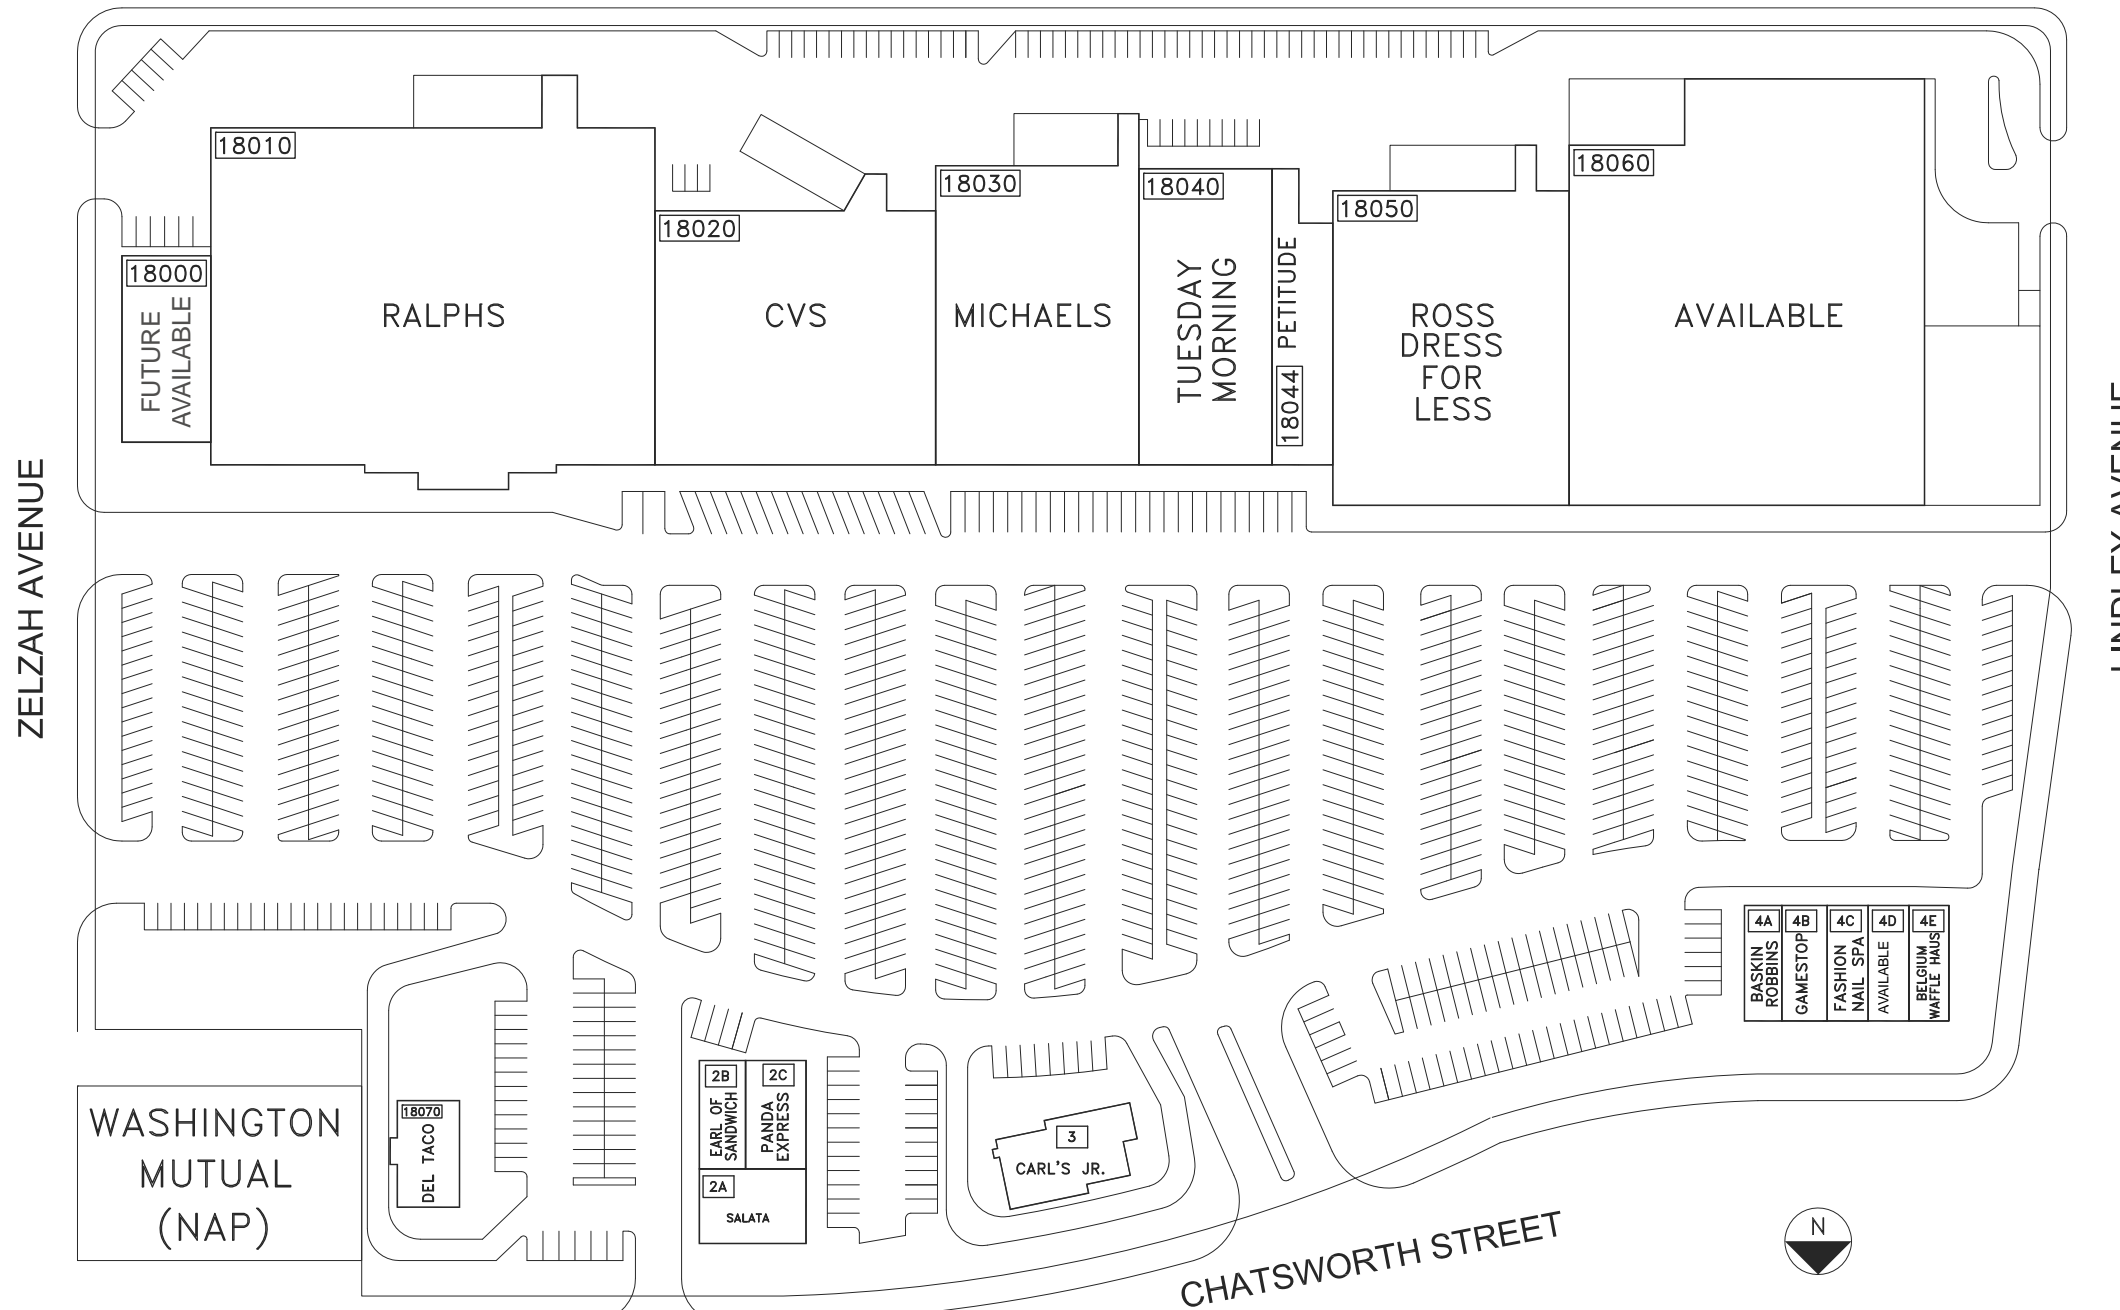 18010
18000
FUTURE
AVAILABLE
RALPHS
18020
CVS
18030
MICHAELS
18040
TUESDAY
MORNING
18044 PETITUDE
18050
ROSS
DRESS
FOR
LESS
18060
AVAILABLE
ZELZAH AVENUE
WASHINGTON
MUTUAL
(NAP)
18070
DEL TACO
2B
EARL OF
SANDWICH
2C
PANDA
EXPRESS
2A
SALATA
3
CARL'S JR.
4A
BASKIN
ROBBINS
4B
GAMESTOP
4C
FASHION
NAIL SPA
4D
AVAILABLE
4E
BELGIUM
WAFFLE HAUS
CHATSWORTH STREET
N